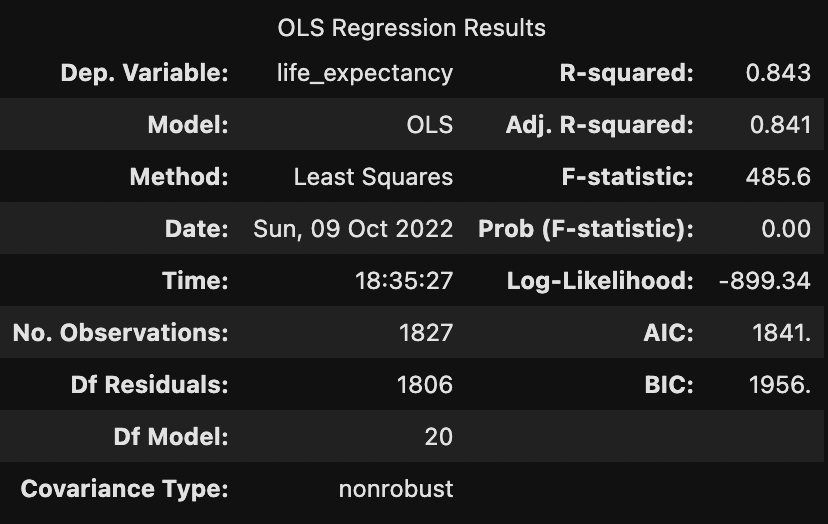 OLS Regression Results
Dep. Variable: life_expectancy R-squared: 0.843
Model: OLS Adj. R-squared: 0.841
Method: Least Squares F-statistic: 485.6
Date: Sun, 09 Oct 2022 Prob (F-statistic): 0.00
Time: 18:35:27 Log-Likelihood: -899.34
No. Observations: 1827 AIC: 1841.
Df Residuals: 1806 BIC: 1956.
Df Model: 20
Covariance Type: nonrobust